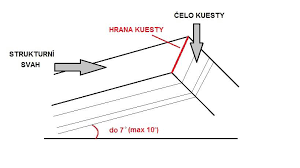 ČELO KUESTY
HRANA KUESTY
STRUKTURNÍ
SVAH
do 7° (max 10°)